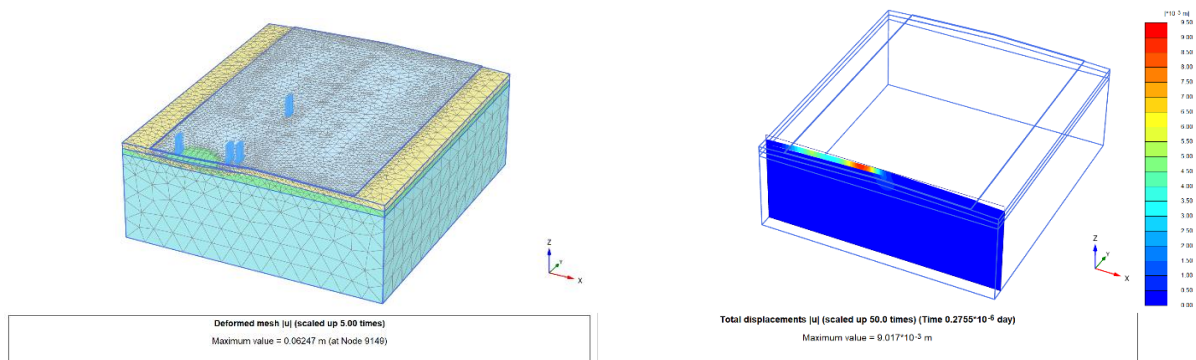 [*10⁻³ m]
9.50
9.00
8.50
8.00
7.50
7.00
6.50
6.00
5.50
5.00
4.50
4.00
3.50
3.00
2.50
2.00
1.50
1.00
0.50
0.00
Z
Y
X
Z
Y
X
Deformed mesh |u| (scaled up 5.00 times)
Maximum value = 0.06247 m (at Node 9149)
Total displacements |u| (scaled up 50.0 times) (Time 0.2755*10⁻⁶ day)
Maximum value = 9.017*10⁻³ m